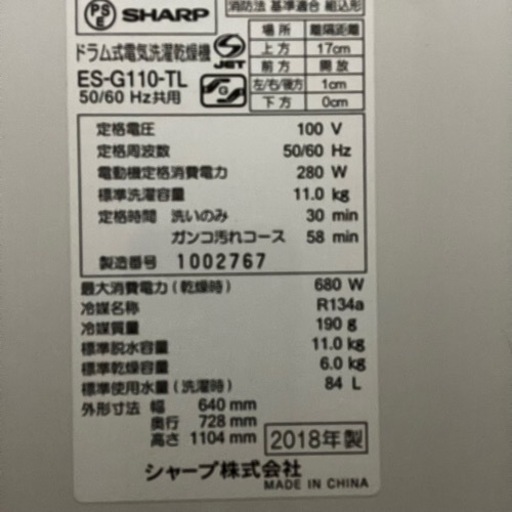 PSE SHARP
消防法 基準適合 組込形
場所 離隔距離
上方 17cm
前方 開放
左/右/後方 1cm
下方 0cm
ドラム式電気洗濯乾燥機
JET
ES-G110-TL
50/60 Hz共用
定格電圧 100 V
定格周波数 50/60 Hz
電動機定格消費電力 280 W
標準洗濯容量 11.0 kg
定格時間 洗いのみ 30 min
ガンコ汚れコース 58 min
製造番号 1002767
最大消費電力(乾燥時) 680 W
冷媒名称 R134a
冷媒質量 190 g
標準脱水容量 11.0 kg
標準乾燥容量 6.0 kg
標準使用水量(洗濯時) 84 L
外形寸法 幅 640 mm
奥行 728 mm
高さ 1104 mm
2018年製
シャープ株式会社
MADE IN CHINA